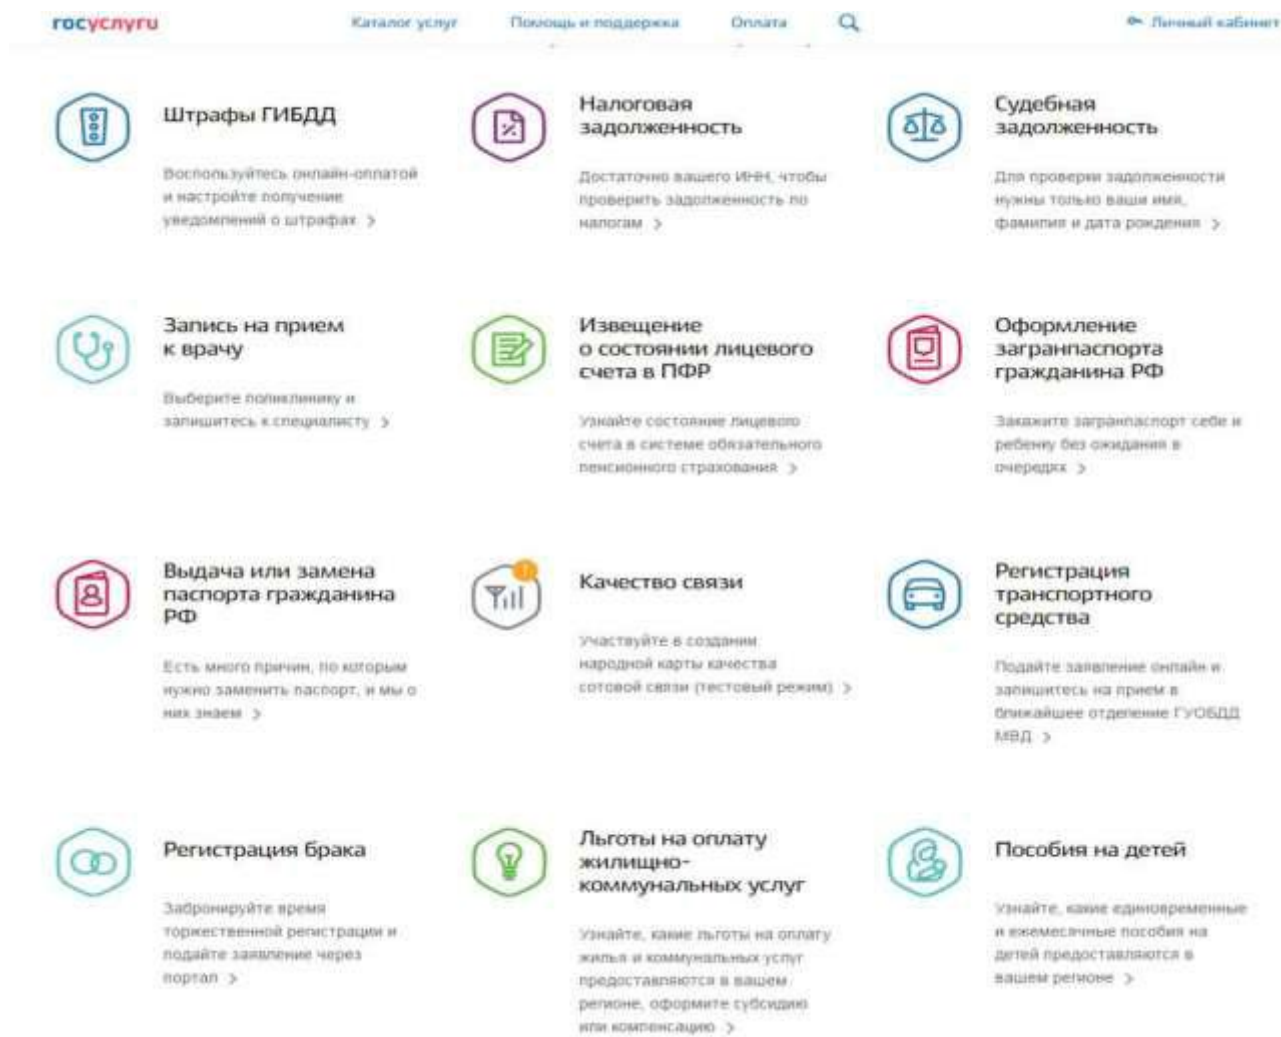 госуслуги
Каталог услуг
Помощь и поддержка
Оплата
Личный кабинет
Штрафы ГИБДД
Воспользуйтесь онлайн-оплатой
и настройте получение
уведомлений о штрафах >
Налоговая
задолженность
Достаточно вашего ИНН, чтобы
проверить задолженность по
налогам >
Судебная
задолженность
Для проверки задолженности
нужны только ваши имя,
фамилия и дата рождения >
Запись на прием
к врачу
Выберите поликлинику и
запишитесь к специалисту >
Извещение
о состоянии лицевого
счета в ПФР
Узнайте состояние лицевого
счета в системе обязательного
пенсионного страхования >
Оформление
загранпаспорта
гражданина РФ
Закажите загранпаспорт себе и
ребенку без ожидания в
очередях >
Выдача или замена
паспорта гражданина
РФ
Есть много причин, по которым
нужно заменить паспорт, и мы о
них знаем >
Качество связи
Участвуйте в создании
народной карты качества
сотовой связи (тестовый режим) >
Регистрация
транспортного
средства
Подайте заявление онлайн и
запишитесь на прием в
ближайшее отделение ГУОБДД
МВД >
Регистрация брака
Забронируйте время
торжественной регистрации и
подайте заявление через
портал >
Льготы на оплату
жилищно-
коммунальных услуг
Узнайте, какие льготы на оплату
жилья и коммунальных услуг
предоставляются в вашем
регионе, оформите субсидию
или компенсацию >
Пособия на детей
Узнайте, какие единовременные
и ежемесячные пособия на
детей предоставляются в
вашем регионе >